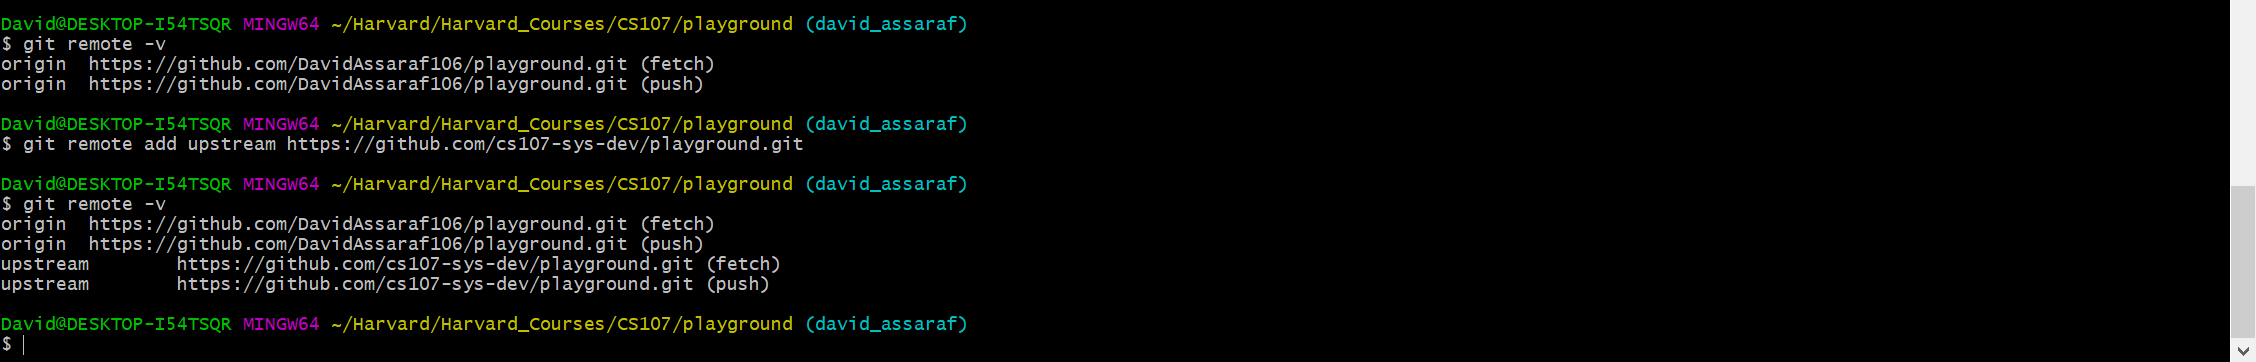 David@DESKTOP-I54TSQR MINGW64 ~/Harvard/Harvard_Courses/CS107/playground (david_assaraf)
$ git remote -v
origin  https://github.com/DavidAssaraf106/playground.git (fetch)
origin  https://github.com/DavidAssaraf106/playground.git (push)
David@DESKTOP-I54TSQR MINGW64 ~/Harvard/Harvard_Courses/CS107/playground (david_assaraf)
$ git remote add upstream https://github.com/cs107-sys-dev/playground.git
David@DESKTOP-I54TSQR MINGW64 ~/Harvard/Harvard_Courses/CS107/playground (david_assaraf)
$ git remote -v
origin  https://github.com/DavidAssaraf106/playground.git (fetch)
origin  https://github.com/DavidAssaraf106/playground.git (push)
upstream        https://github.com/cs107-sys-dev/playground.git (fetch)
upstream        https://github.com/cs107-sys-dev/playground.git (push)
David@DESKTOP-I54TSQR MINGW64 ~/Harvard/Harvard_Courses/CS107/playground (david_assaraf)
$